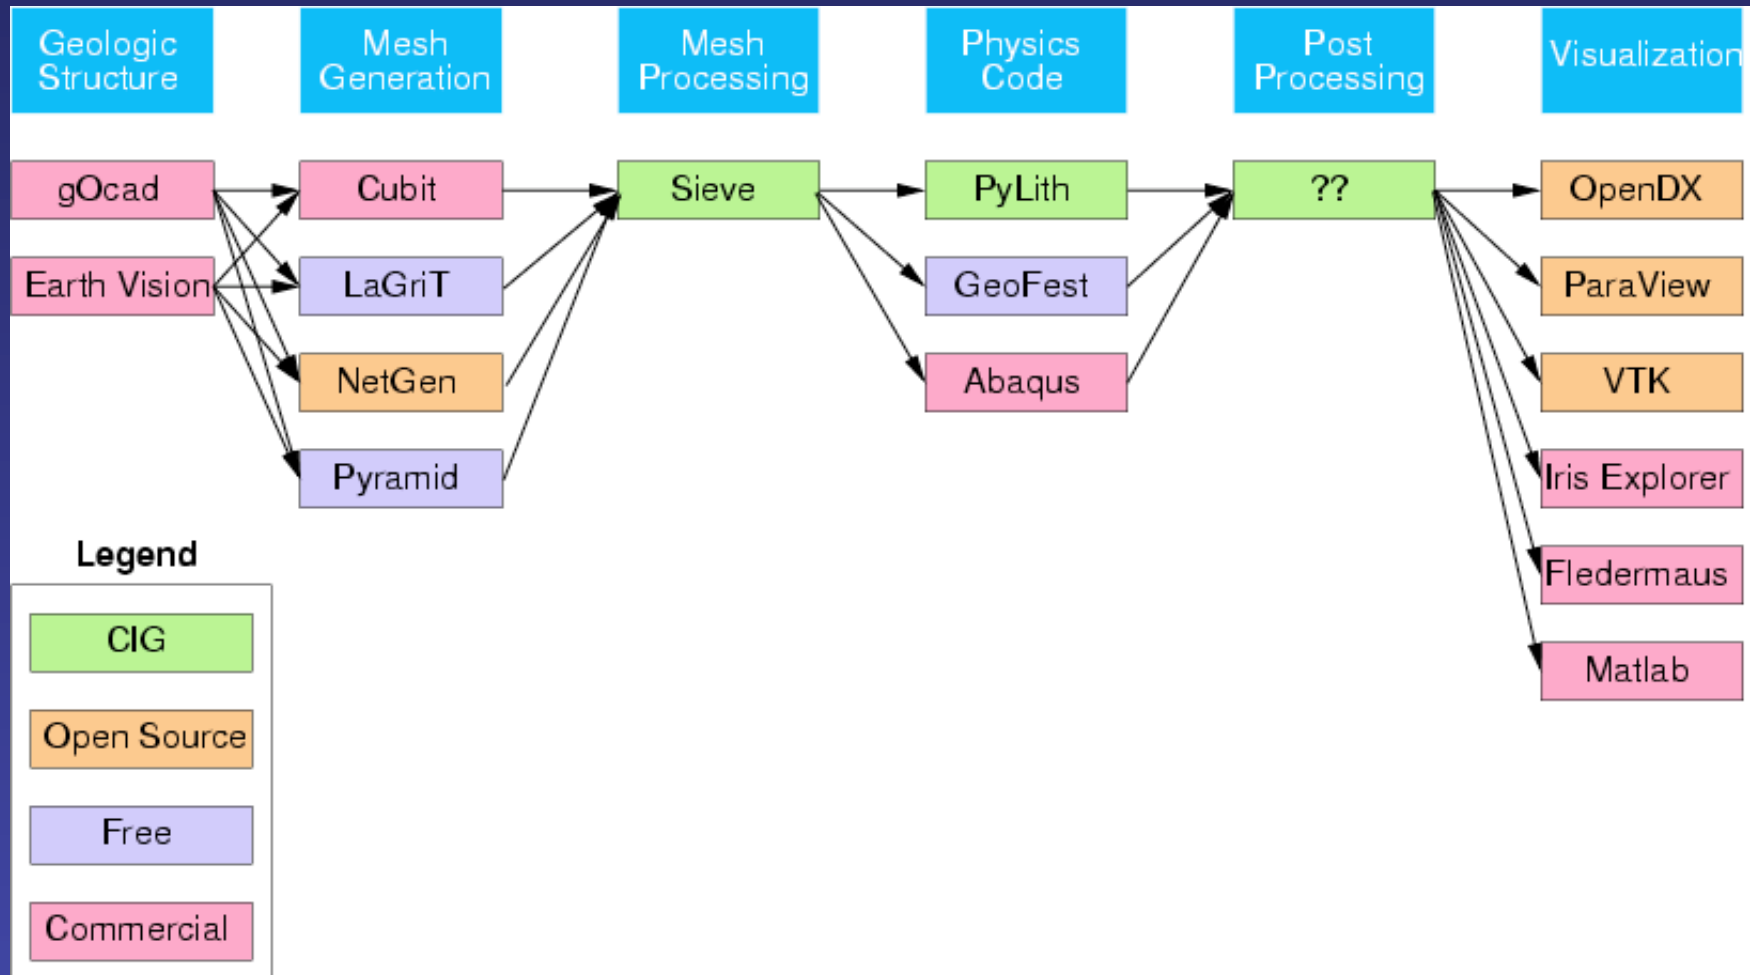 Geologic
Structure
Mesh
Generation
Mesh
Processing
Physics
Code
Post
Processing
Visualization
gOcad
Cubit
Sieve
PyLith
??
OpenDX
Earth Vision
LaGriT
GeoFest
ParaView
NetGen
Abaqus
VTK
Pyramid
Iris Explorer
Fledermaus
Matlab
Legend
CIG
Open Source
Free
Commercial